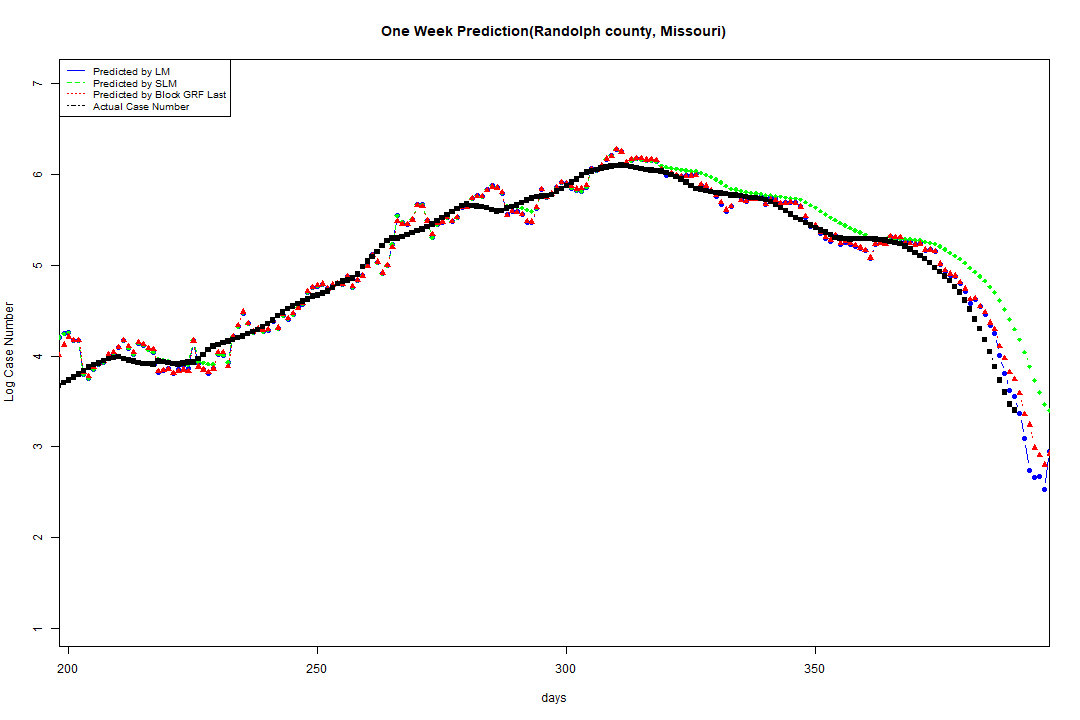 One Week Prediction(Randolph county, Missouri)
Predicted by LM
Predicted by SLM
Predicted by Block GRF Last
Actual Case Number
7
6
5
4
3
2
1
Log Case Number
200 250 300 350
days